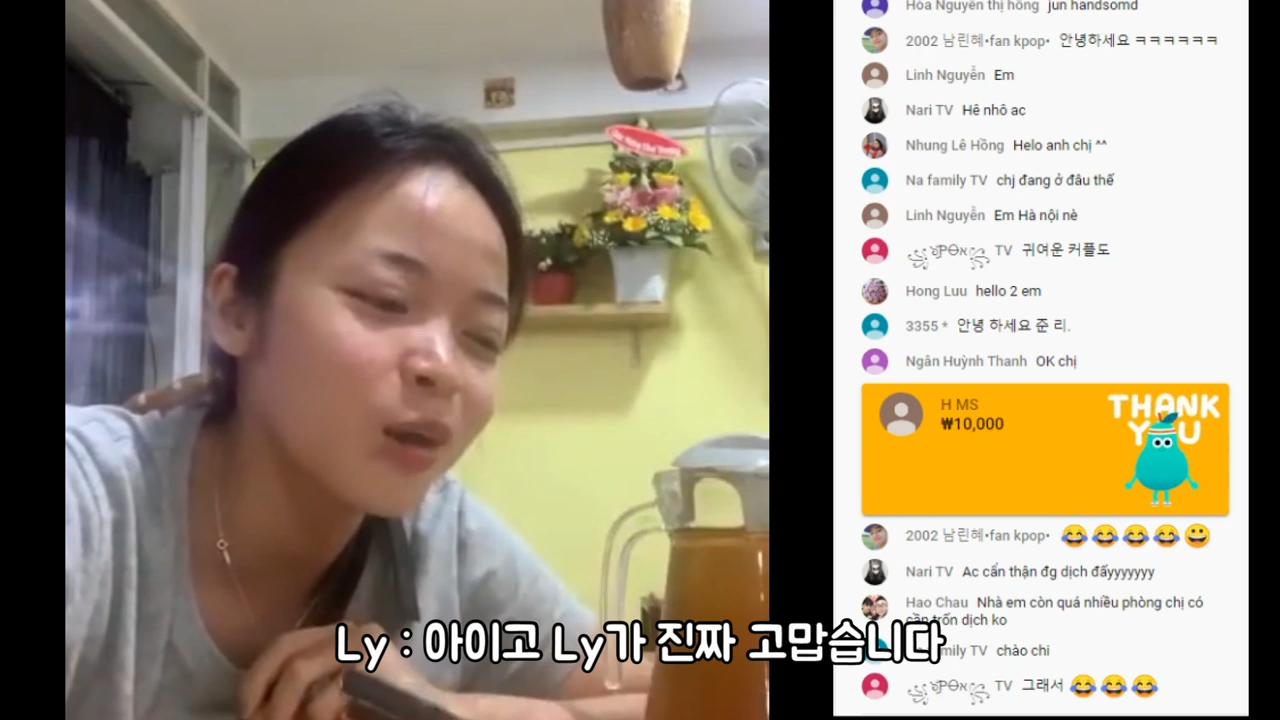 Hòa Nguyễn thị hồng jun handsomd
2002 남린혜•fan kpop• 안녕하세요 ㅋㅋㅋㅋㅋㅋ
Linh Nguyễn Em
Nari TV Hê nhô ac
Nhung Lê Hồng Helo anh chị ^^
Na family TV chị đang ở đâu thế
Linh Nguyễn Em Hà nội nè
TV 귀여운 커플도
Hong Luu hello 2 em
3355 * 안녕 하세요 준 리.
Ngân Huỳnh Thanh OK chị
H MS
₩10,000
THANK
YOU
2002 남린혜•fan kpop• 😂😂😂😂😀
Nari TV Ac cẩn thận đg dịch đấyyyyyyy
Hao Chau Nhà em còn quá nhiều phòng chị có
cần trốn dịch ko
mily TV chào chi
TV 그래서 😂😂😂
Ly : 아이고 Ly가 진짜 고맙습니다